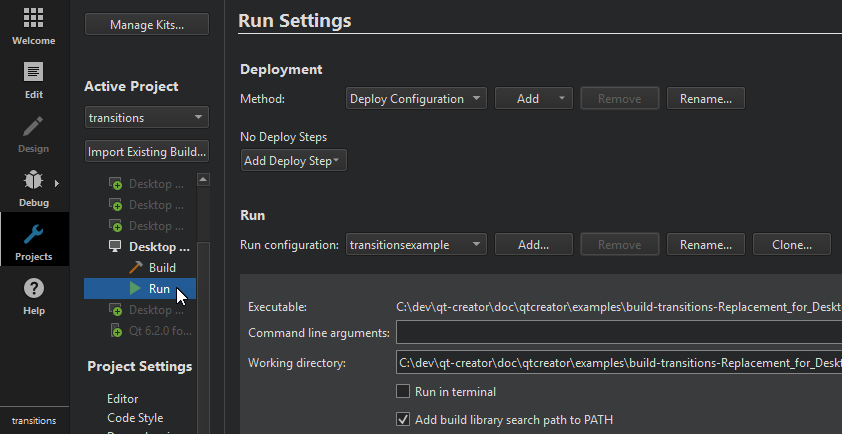 Welcome
Edit
Design
Debug
Projects
Help
transitions
Manage Kits...
Active Project
transitions
Import Existing Build...
Desktop ...
Desktop ...
Desktop ...
Desktop ...
Build
Run
Desktop ...
Qt 6.2.0 fo...
Project Settings
Editor
Code Style
Run Settings
Deployment
Method: Deploy Configuration Add Remove Rename...
No Deploy Steps
Add Deploy Step
Run
Run configuration: transitionsexample Add... Remove Rename... Clone...
Executable: C:\dev\qt-creator\doc\qtcreator\examples\build-transitions-Replacement_for_Deskt
Command line arguments:
Working directory: C:\dev\qt-creator\doc\qtcreator\examples\build-transitions-Replacement_for_Desk
Run in terminal
Add build library search path to PATH